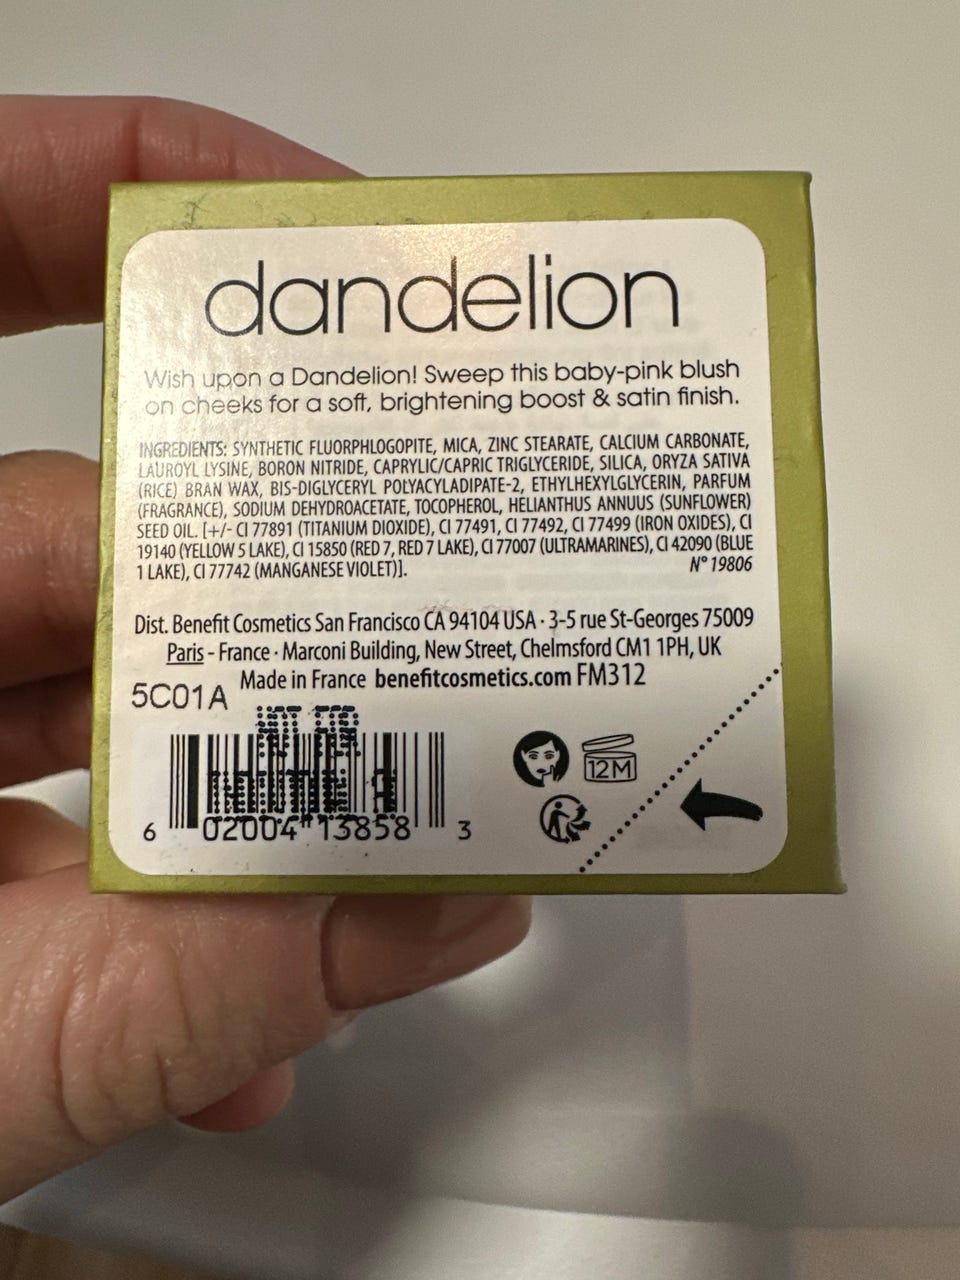 dandelion
Wish upon a Dandelion! Sweep this baby-pink blush
on cheeks for a soft, brightening boost & satin finish.
INGREDIENTS: SYNTHETIC FLUORPHLOGOPITE, MICA, ZINC STEARATE, CALCIUM CARBONATE,
LAUROYL LYSINE, BORON NITRIDE, CAPRYLIC/CAPRIC TRIGLYCERIDE, SILICA, ORYZA SATIVA
(RICE) BRAN WAX, BIS-DIGLYCERYL POLYACYLADIPATE-2, ETHYLHEXYLGLYCERIN, PARFUM
(FRAGRANCE), SODIUM DEHYDROACETATE, TOCOPHEROL, HELIANTHUS ANNUUS (SUNFLOWER)
SEED OIL. [+/- CI 77891 (TITANIUM DIOXIDE), CI 77491, CI 77492, CI 77499 (IRON OXIDES), CI
19140 (YELLOW 5 LAKE), CI 15850 (RED 7, RED 7 LAKE), CI 77007 (ULTRAMARINES), CI 42090 (BLUE
1 LAKE), CI 77742 (MANGANESE VIOLET)]. N° 19806
Dist. Benefit Cosmetics San Francisco CA 94104 USA · 3-5 rue St-Georges 75009
Paris - France · Marconi Building, New Street, Chelmsford CM1 1PH, UK
Made in France benefitcosmetics.com FM312
5C01A
NOT FOR
12M
6 02004 13858 3